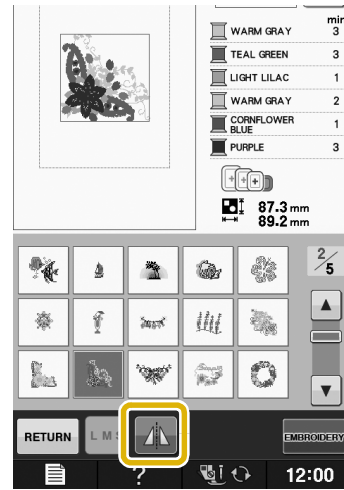 min
WARM GRAY 3
TEAL GREEN 3
LIGHT LILAC 1
WARM GRAY 2
CORNFLOWER
BLUE 1
PURPLE 3
87.3 mm
89.2 mm
2/5
RETURN L M S EMBROIDERY
? 12:00